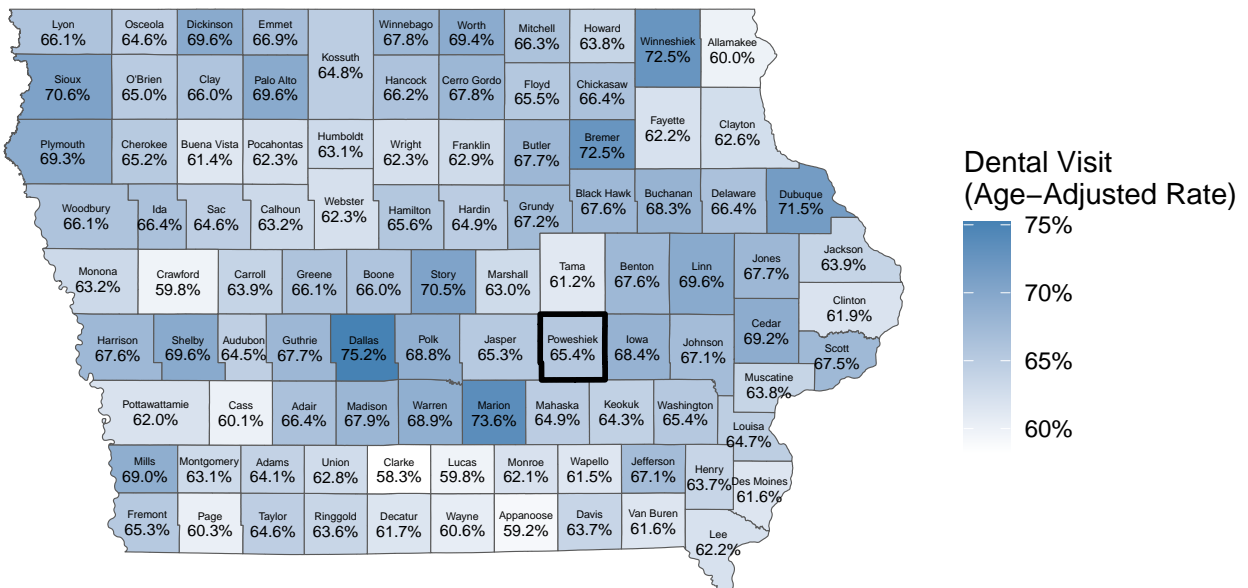 Lyon
66.1%
Osceola
64.6%
Dickinson
69.6%
Emmet
66.9%
Winnebago
67.8%
Worth
69.4%
Mitchell
66.3%
Howard
63.8%
Winneshiek
72.5%
Allamakee
60.0%
Kossuth
64.8%
Sioux
70.6%
O'Brien
65.0%
Clay
66.0%
Palo Alto
69.6%
Hancock
66.2%
Cerro Gordo
67.8%
Floyd
65.5%
Chickasaw
66.4%
Fayette
62.2%
Clayton
62.6%
Plymouth
69.3%
Cherokee
65.2%
Buena Vista
61.4%
Pocahontas
62.3%
Humboldt
63.1%
Wright
62.3%
Franklin
62.9%
Butler
67.7%
Bremer
72.5%
Woodbury
66.1%
Ida
66.4%
Sac
64.6%
Calhoun
63.2%
Webster
62.3%
Hamilton
65.6%
Hardin
64.9%
Grundy
67.2%
Black Hawk
67.6%
Buchanan
68.3%
Delaware
66.4%
Dubuque
71.5%
Monona
63.2%
Crawford
59.8%
Carroll
63.9%
Greene
66.1%
Boone
66.0%
Story
70.5%
Marshall
63.0%
Tama
61.2%
Benton
67.6%
Linn
69.6%
Jones
67.7%
Jackson
63.9%
Clinton
61.9%
Harrison
67.6%
Shelby
69.6%
Audubon
64.5%
Guthrie
67.7%
Dallas
75.2%
Polk
68.8%
Jasper
65.3%
Poweshiek
65.4%
Iowa
68.4%
Johnson
67.1%
Cedar
69.2%
Scott
67.5%
Muscatine
63.8%
Pottawattamie
62.0%
Cass
60.1%
Adair
66.4%
Madison
67.9%
Warren
68.9%
Marion
73.6%
Mahaska
64.9%
Keokuk
64.3%
Washington
65.4%
Louisa
64.7%
Mills
69.0%
Montgomery
63.1%
Adams
64.1%
Union
62.8%
Clarke
58.3%
Lucas
59.8%
Monroe
62.1%
Wapello
61.5%
Jefferson
67.1%
Henry
63.7%
Des Moines
61.6%
Fremont
65.3%
Page
60.3%
Taylor
64.6%
Ringgold
63.6%
Decatur
61.7%
Wayne
60.6%
Appanoose
59.2%
Davis
63.7%
Van Buren
61.6%
Lee
62.2%
Dental Visit
(Age−Adjusted Rate)
75%
70%
65%
60%